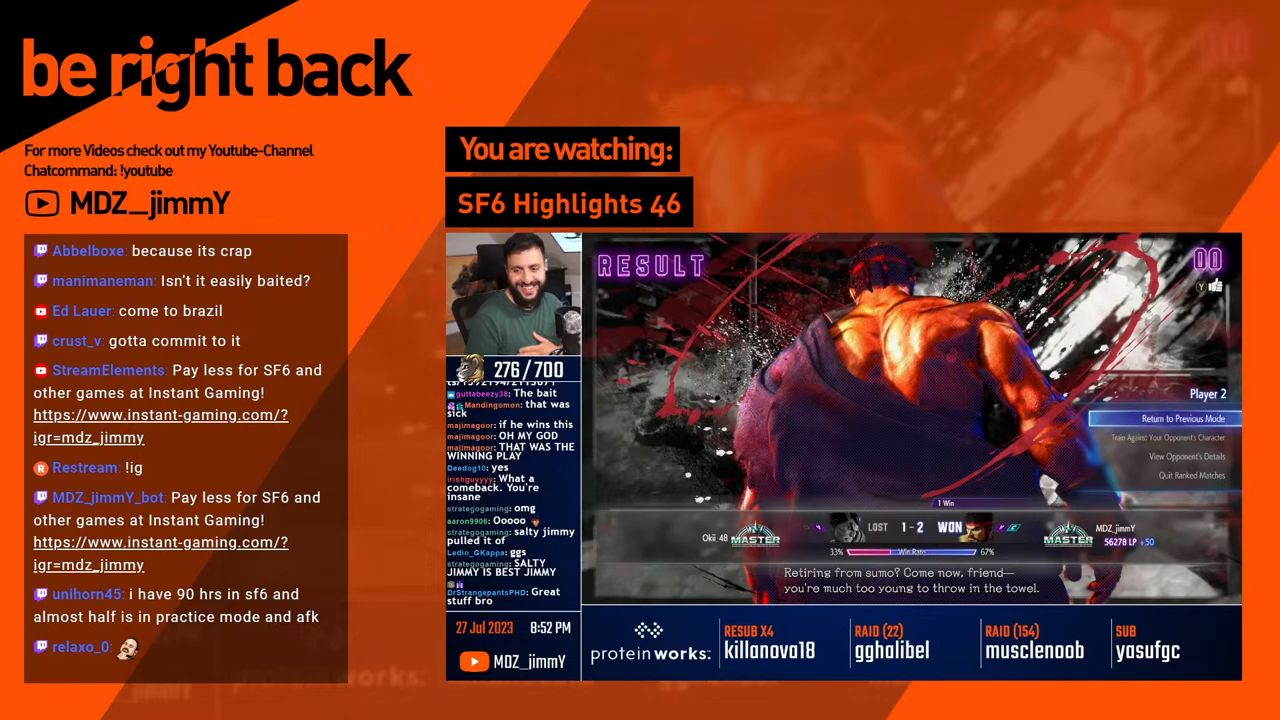 be right back
For more Videos check out my Youtube-Channel
Chatcommand: !youtube
MDZ_jimmY
Abbelboxe: because its crap
manimaneman: Isn't it easily baited?
Ed Lauer: come to brazil
crust_v: gotta commit to it
StreamElements: Pay less for SF6 and
other games at Instant Gaming!
https://www.instant-gaming.com/?
igr=mdz_jimmy
Restream: !ig
MDZ_jimmY_bot: Pay less for SF6 and
other games at Instant Gaming!
https://www.instant-gaming.com/?
igr=mdz_jimmy
unihorn45: i have 90 hrs in sf6 and
almost half is in practice mode and afk
relaxo_0:
You are watching:
SF6 Highlights 46
276 / 700
guttabeezy38: The bait
Mandingomon: that was
sick
majimagoor: if he wins this
majimagoor: OH MY GOD
majimagoor: THAT WAS THE
WINNING PLAY
Deedog10: yes
irishguyyyy: What a
comeback. You're
insane
strategogaming: omg
aaron9906: Ooooo
strategogaming: salty jimmy
pulled it of
Ledio_GKappa: ggs
strategogaming: SALTY
JIMMY IS BEST JIMMY
DrStrangepantsPHD: Great
stuff bro
27 Jul 2023 8:52 PM
MDZ_jimmY
RESULT
00
Y
Player 2
Return to Previous Mode
Train Against Your Opponent's Character
View Opponent's Details
Quit Ranked Matches
1 Win
Okii 48 MASTER LOST 1 - 2 WON MASTER MDZ_jimmY
56278 LP +50
33% Win Rate 67%
Retiring from sumo? Come now, friend—
you're much too young to throw in the towel.
proteinworks.
RESUB X4
killanova18
RAID (22)
gghalibel
RAID (154)
musclenoob
SUB
yasufgc